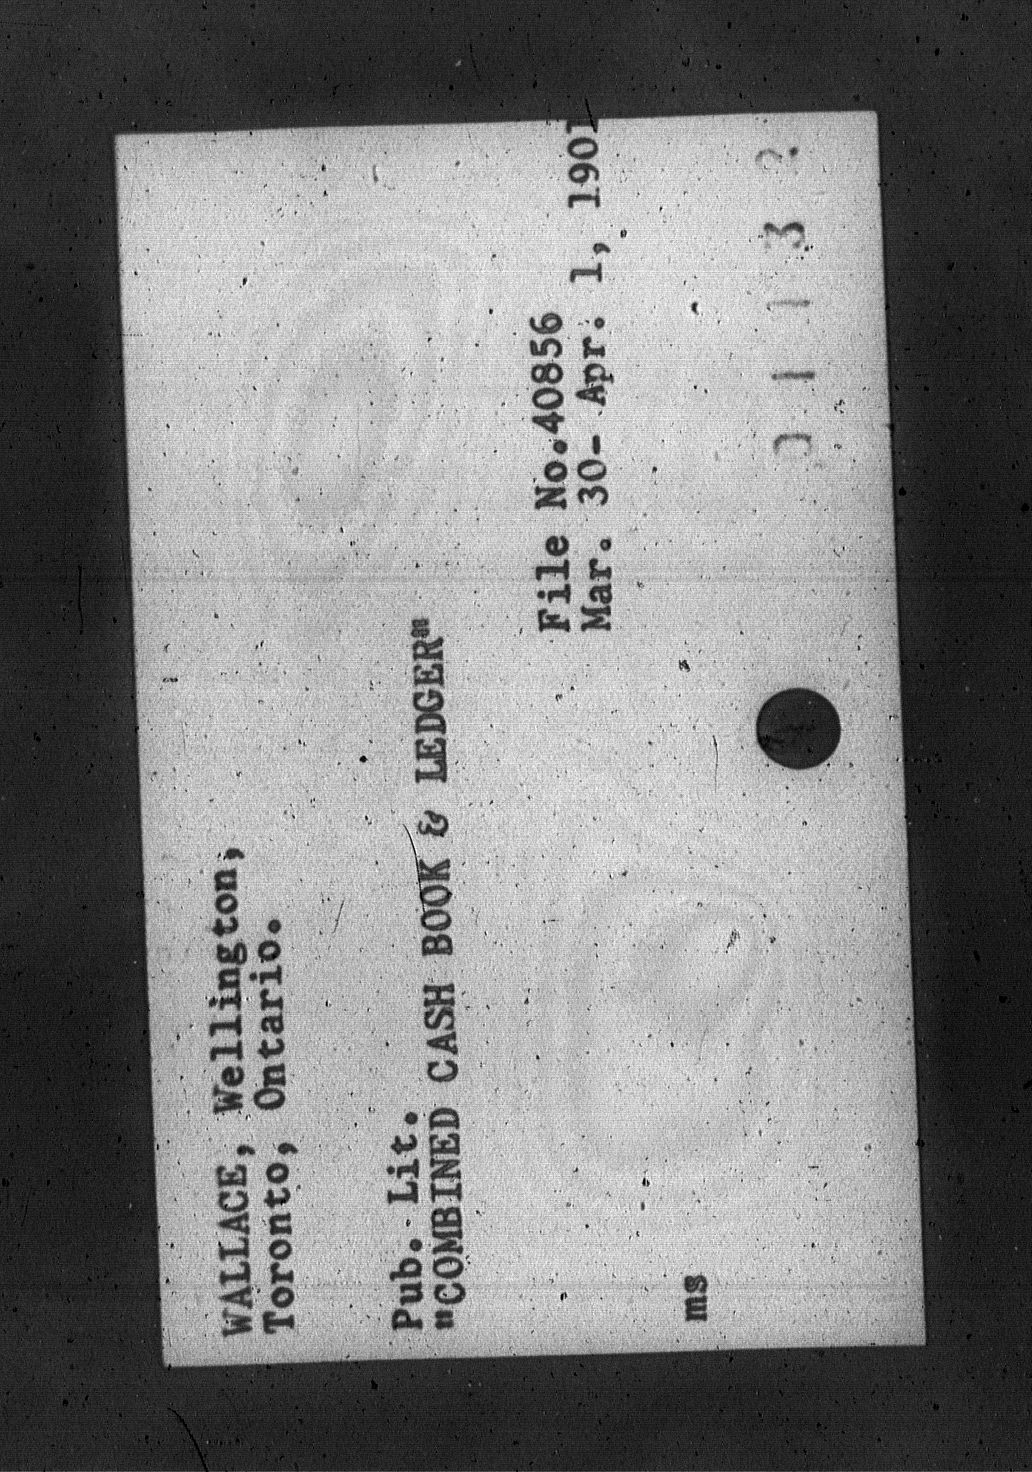 WALLACE, Wellington,
Toronto, Ontario.
Pub. Lit.
"COMBINED CASH BOOK & LEDGER"
File No.40856
Mar. 30- Apr. 1, 1901
ms